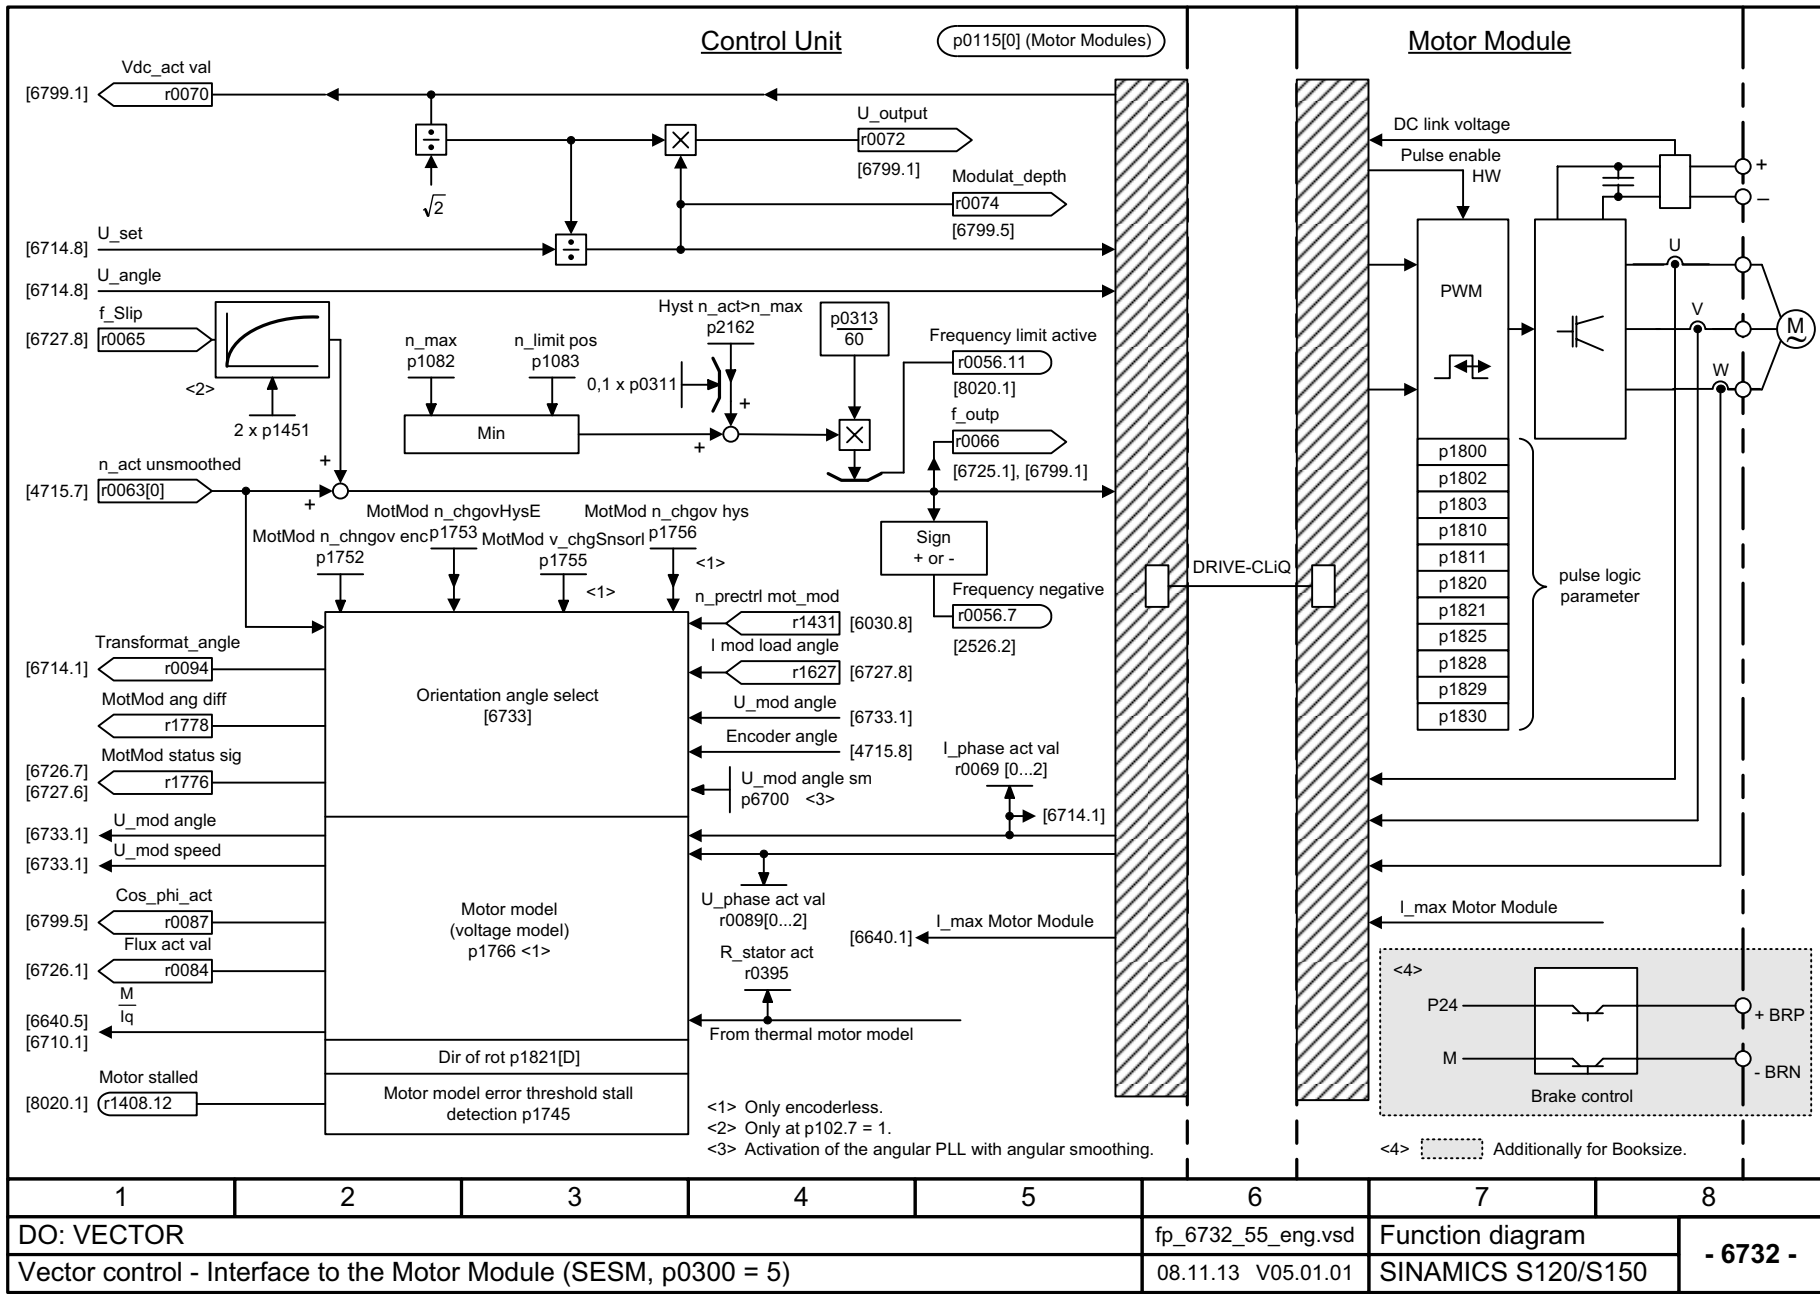 Control Unit
p0115[0] (Motor Modules)
Motor Module
Vdc_act val
[6799.1]
r0070
÷
√2
×
U_output
r0072
[6799.1]
Modulat_depth
r0074
[6799.5]
DC link voltage
Pulse enable
HW
+
–
U_set
[6714.8]
÷
U_angle
[6714.8]
f_Slip
[6727.8]
r0065
<2>
2 x p1451
n_max
p1082
n_limit pos
p1083
Min
Hyst n_act>n_max
p2162
0,1 x p0311
+
+
p0313
60
×
Frequency limit active
r0056.11
[8020.1]
f_outp
r0066
[6725.1], [6799.1]
n_act unsmoothed
[4715.7]
r0063[0]
+
+
Sign
+ or -
Frequency negative
r0056.7
[2526.2]
PWM
U
V
W
M
~
p1800
p1802
p1803
p1810
p1811
p1820
p1821
p1825
p1828
p1829
p1830
pulse logic
parameter
DRIVE-CLiQ
MotMod n_chgovHysE
p1753
MotMod n_chgov hys
p1756
<1>
MotMod n_chngov enc
p1752
MotMod v_chgSnsorl
p1755
<1>
n_prectrl mot_mod
r1431
[6030.8]
I mod load angle
r1627
[6727.8]
U_mod angle
[6733.1]
Encoder angle
[4715.8]
U_mod angle sm
p6700 <3>
Transformat_angle
[6714.1]
r0094
MotMod ang diff
r1778
MotMod status sig
[6726.7]
[6727.6]
r1776
Orientation angle select
[6733]
I_phase act val
r0069 [0...2]
[6714.1]
U_mod angle
[6733.1]
U_mod speed
[6733.1]
Cos_phi_act
[6799.5]
r0087
Flux act val
[6726.1]
r0084
M
Iq
[6640.5]
[6710.1]
Motor stalled
[8020.1]
r1408.12
Motor model
(voltage model)
p1766 <1>
Dir of rot p1821[D]
Motor model error threshold stall
detection p1745
U_phase act val
r0089[0...2]
R_stator act
r0395
From thermal motor model
[6640.1]
I_max Motor Module
I_max Motor Module
<4>
P24
M
+ BRP
- BRN
Brake control
<1> Only encoderless.
<2> Only at p102.7 = 1.
<3> Activation of the angular PLL with angular smoothing.
<4> Additionally for Booksize.
1 2 3 4 5 6 7 8
DO: VECTOR
fp_6732_55_eng.vsd
Function diagram
- 6732 -
Vector control - Interface to the Motor Module (SESM, p0300 = 5)
08.11.13 V05.01.01
SINAMICS S120/S150